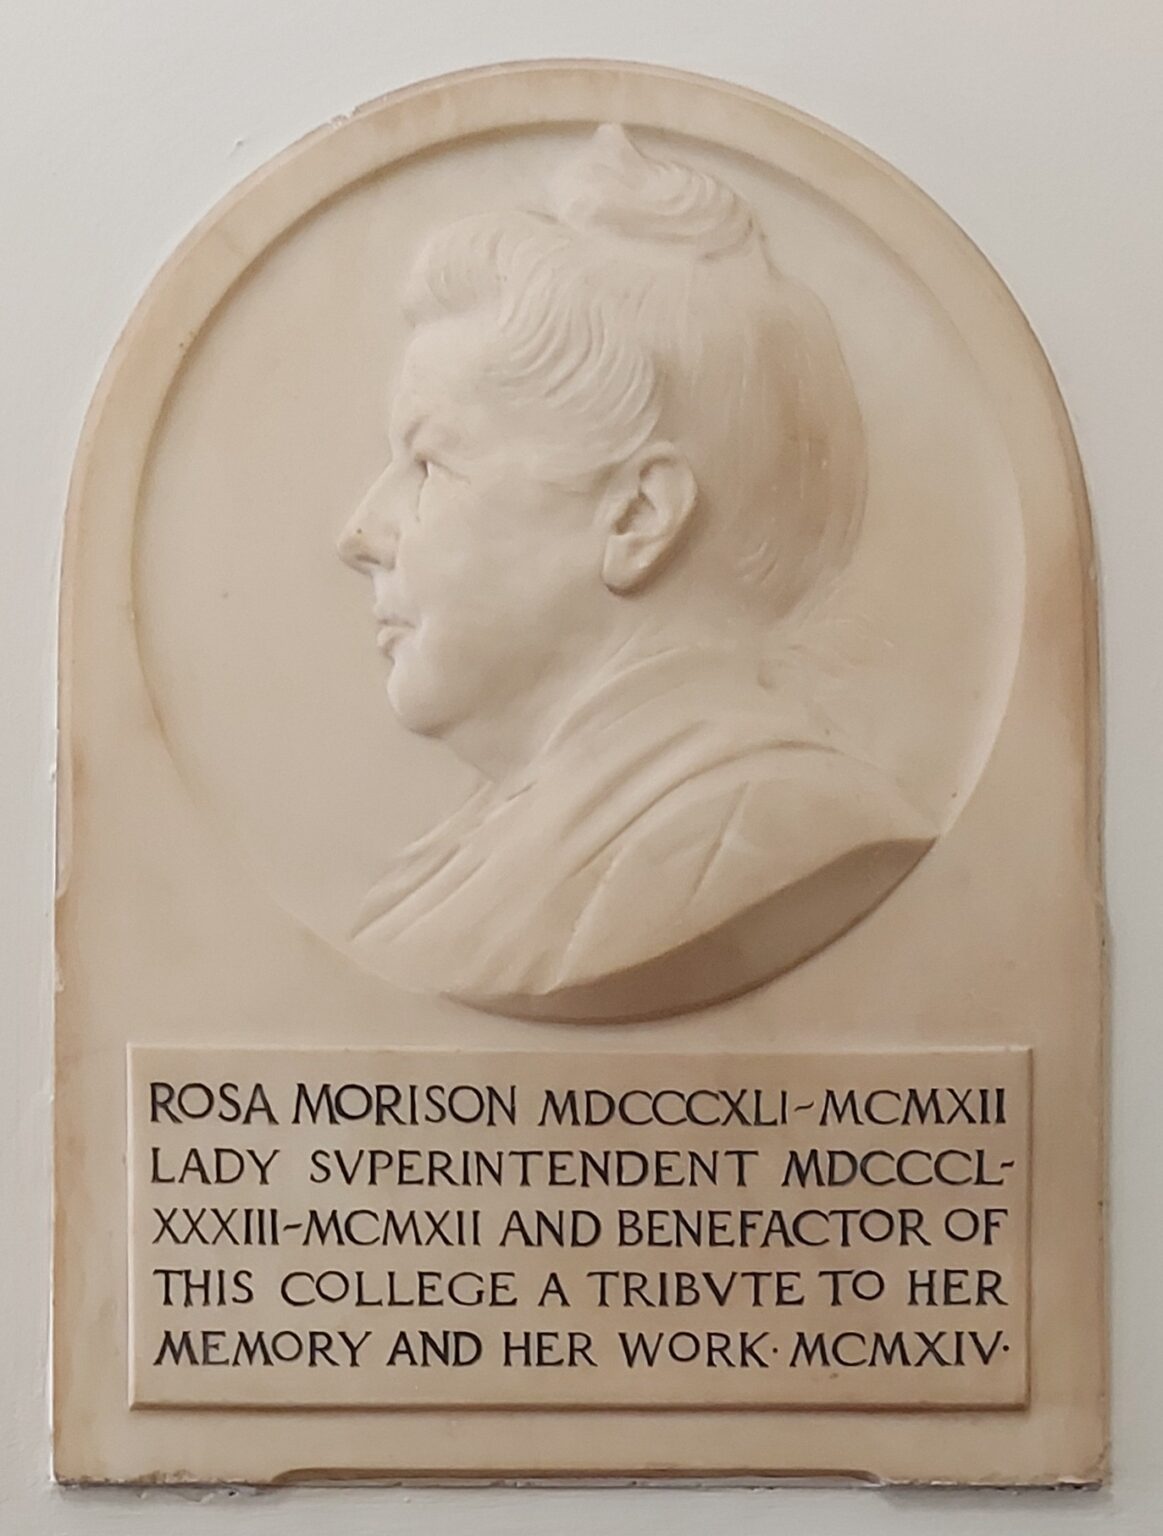 ROSA MORISON MDCCCXLI~MCMXII
LADY SVPERINTENDENT MDCCCL-
XXXIII~MCMXII AND BENEFACTOR OF
THIS COLLEGE A TRIBVTE TO HER
MEMORY AND HER WORK· MCMXIV·